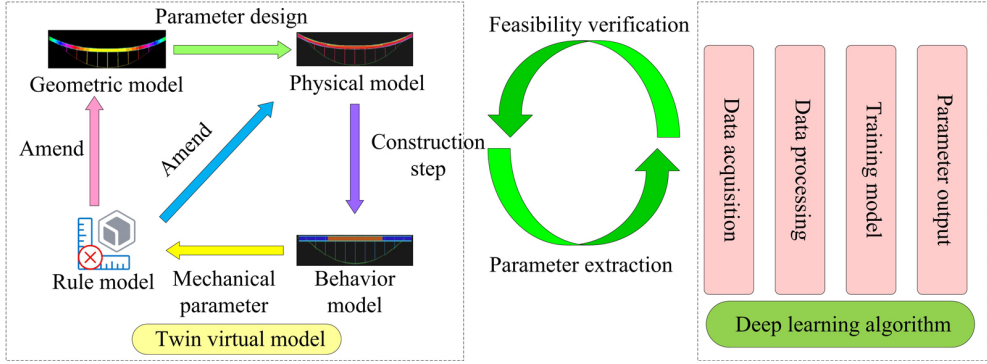 Parameter design
Geometric model
Physical model
Amend
Amend
Construction
step
Rule model
Mechanical
parameter
Behavior
model
Twin virtual model
Feasibility verification
Parameter extraction
Data acquisition
Data processing
Training model
Parameter output
Deep learning algorithm